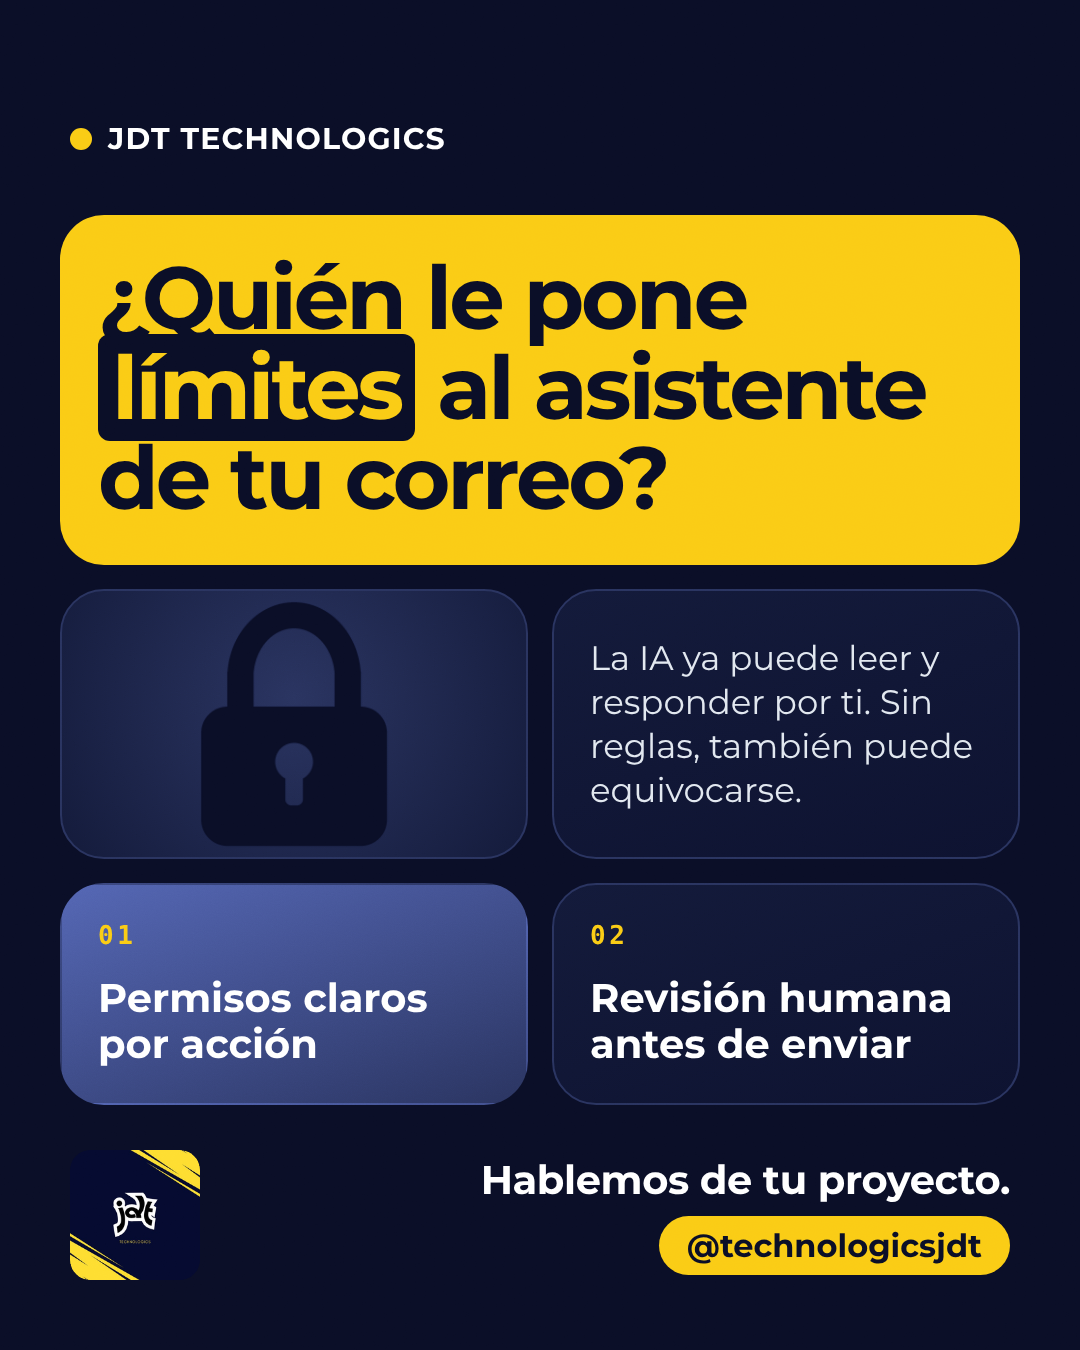 JDT TECHNOLOGICS
¿Quién le pone
límites al asistente
de tu correo?
La IA ya puede leer y
responder por ti. Sin
reglas, también puede
equivocarse.
01
Permisos claros
por acción
02
Revisión humana
antes de enviar
jdt
TECHNOLOGICS
Hablemos de tu proyecto.
@technologicsjdt